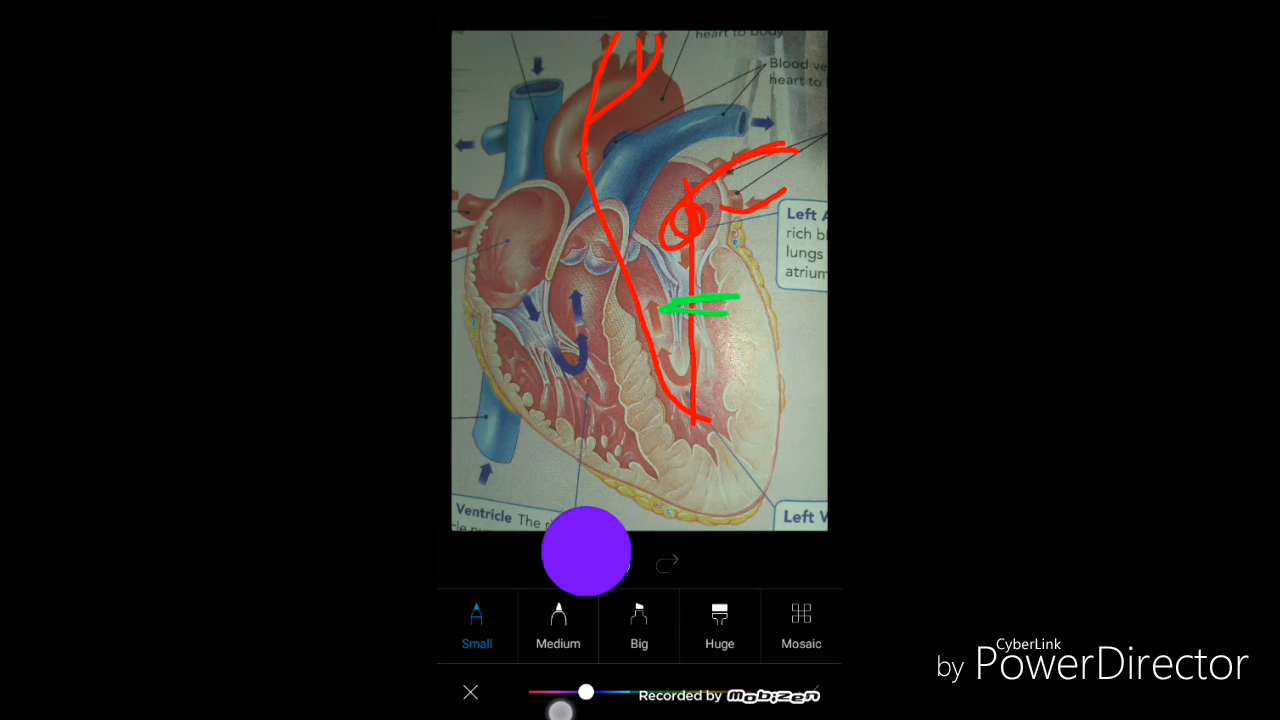 heart to body
Blood ve
heart to
Left A
rich bl
lungs
atrium
Ventricle The ri
Left V
Small
Medium
Big
Huge
Mosaic
Recorded by Mobizen
CyberLink
by PowerDirector